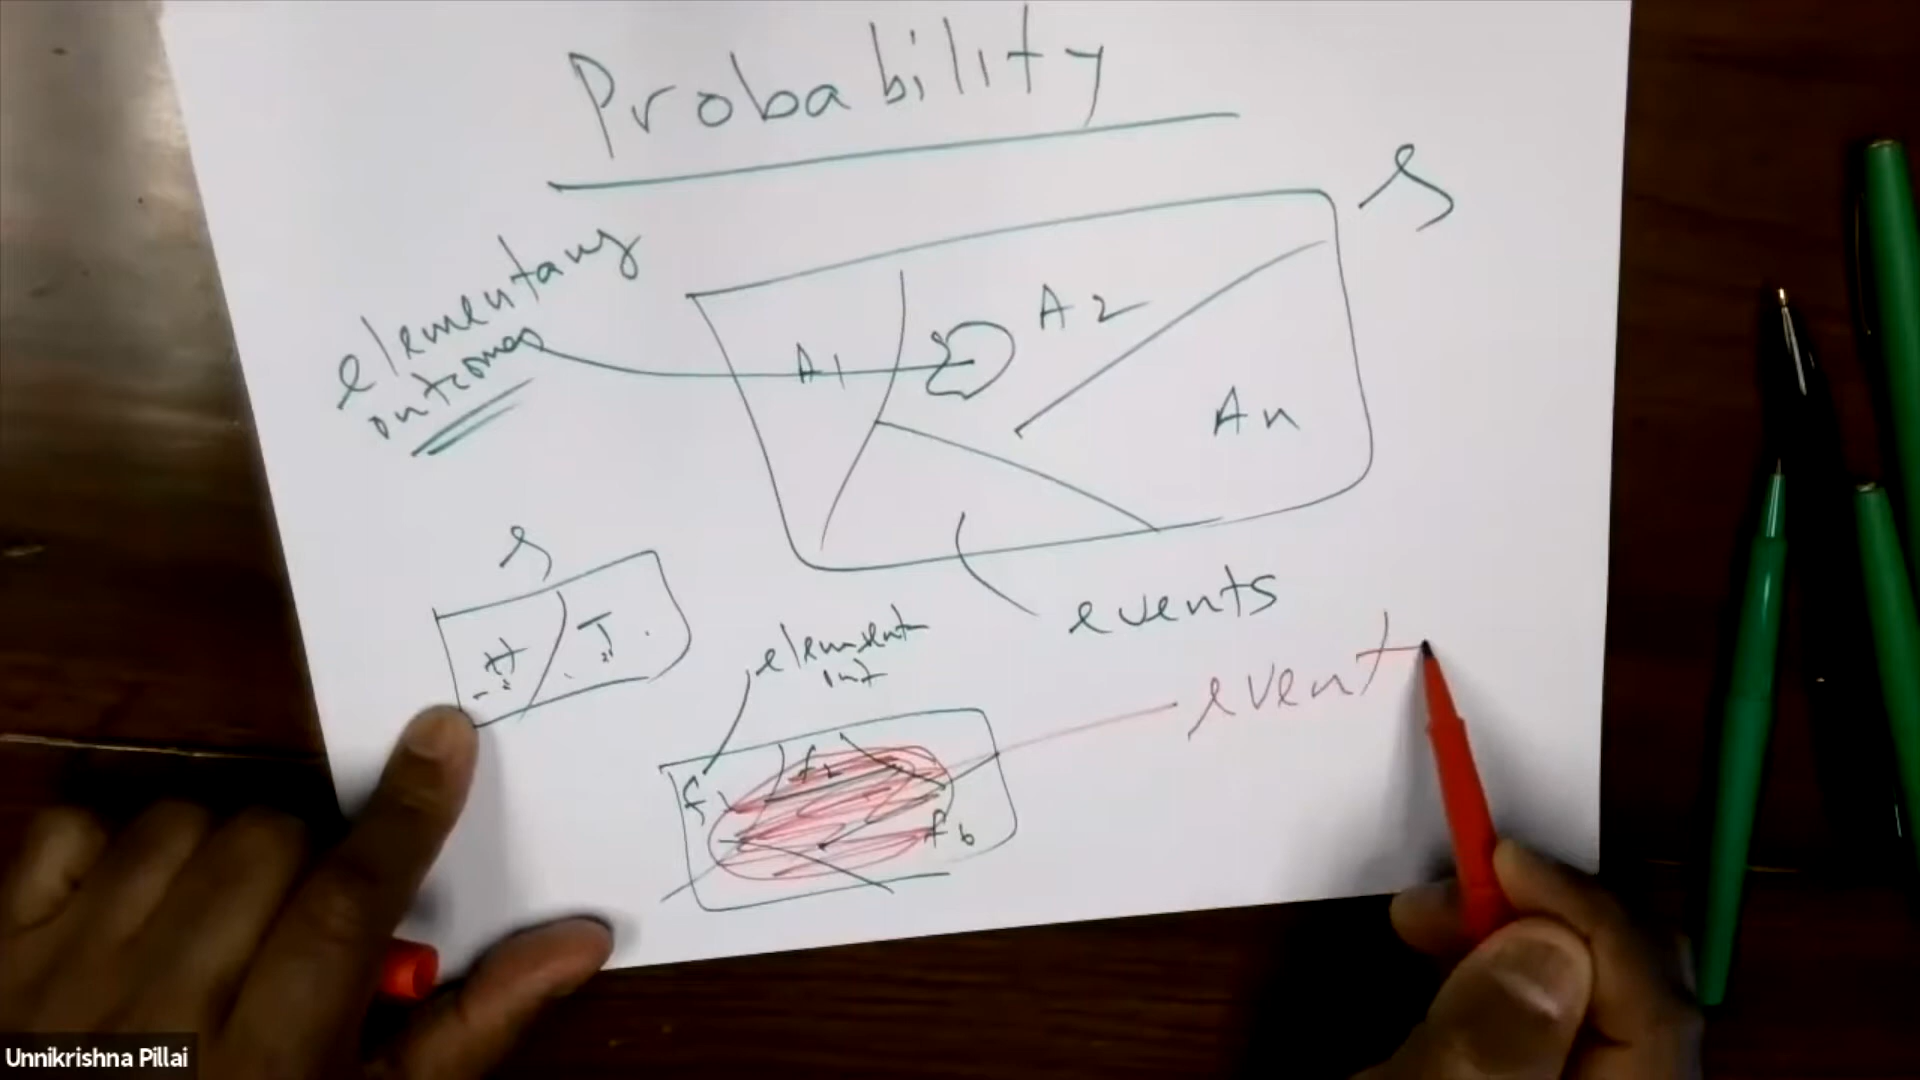 Probability
S
elementary
outcomes
A1
A2
An
S
H
T
events
element
event
f1
f2
f6
Unnikrishna Pillai